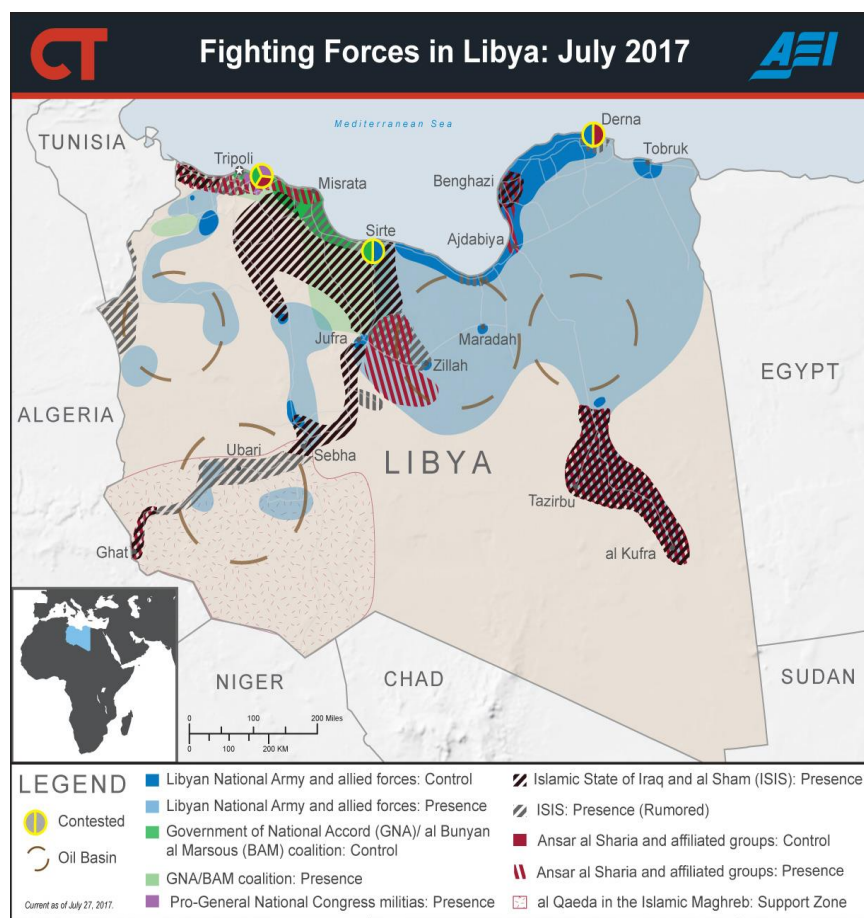 CT
Fighting Forces in Libya: July 2017
AEI
Mediterranean Sea
TUNISIA
Tripoli
Misrata
Sirte
Derna
Tobruk
Benghazi
Ajdabiya
Jufra
Maradah
Zillah
ALGERIA
EGYPT
Ubari
Sebha
LIBYA
Tazirbu
Ghat
al Kufra
NIGER
CHAD
SUDAN
0 100 200 Miles
0 100 200 KM
LEGEND
Contested
Oil Basin
Current as of July 27, 2017.
Libyan National Army and allied forces: Control
Libyan National Army and allied forces: Presence
Government of National Accord (GNA)/ al Bunyan
al Marsous (BAM) coalition: Control
GNA/BAM coalition: Presence
Pro-General National Congress militias: Presence
Islamic State of Iraq and al Sham (ISIS): Presence
ISIS: Presence (Rumored)
Ansar al Sharia and affiliated groups: Control
Ansar al Sharia and affiliated groups: Presence
al Qaeda in the Islamic Maghreb: Support Zone